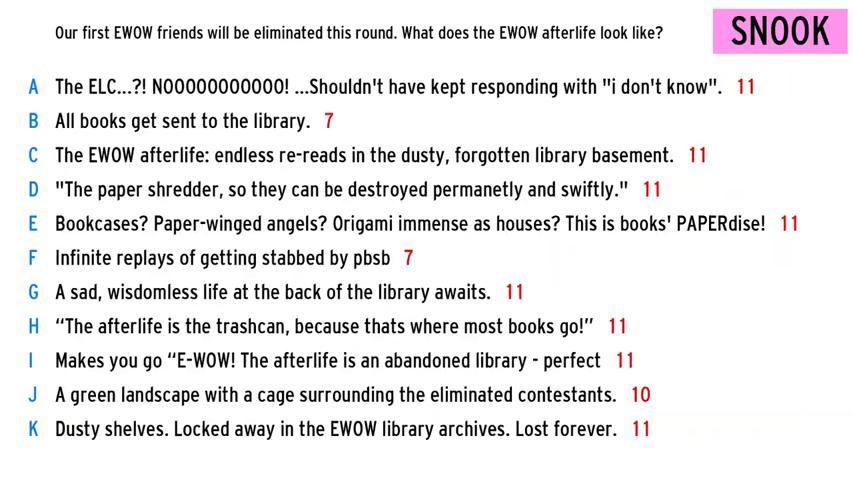 Our first EWOW friends will be eliminated this round. What does the EWOW afterlife look like?
SNOOK
A The ELC...?! NOOOOOOOOOOO! ...Shouldn't have kept responding with "i don't know". 11
B All books get sent to the library. 7
C The EWOW afterlife: endless re-reads in the dusty, forgotten library basement. 11
D "The paper shredder, so they can be destroyed permanetly and swiftly." 11
E Bookcases? Paper-winged angels? Origami immense as houses? This is books' PAPERdise! 11
F Infinite replays of getting stabbed by pbsb 7
G A sad, wisdomless life at the back of the library awaits. 11
H “The afterlife is the trashcan, because thats where most books go!” 11
I Makes you go “E-WOW! The afterlife is an abandoned library - perfect 11
J A green landscape with a cage surrounding the eliminated contestants. 10
K Dusty shelves. Locked away in the EWOW library archives. Lost forever. 11